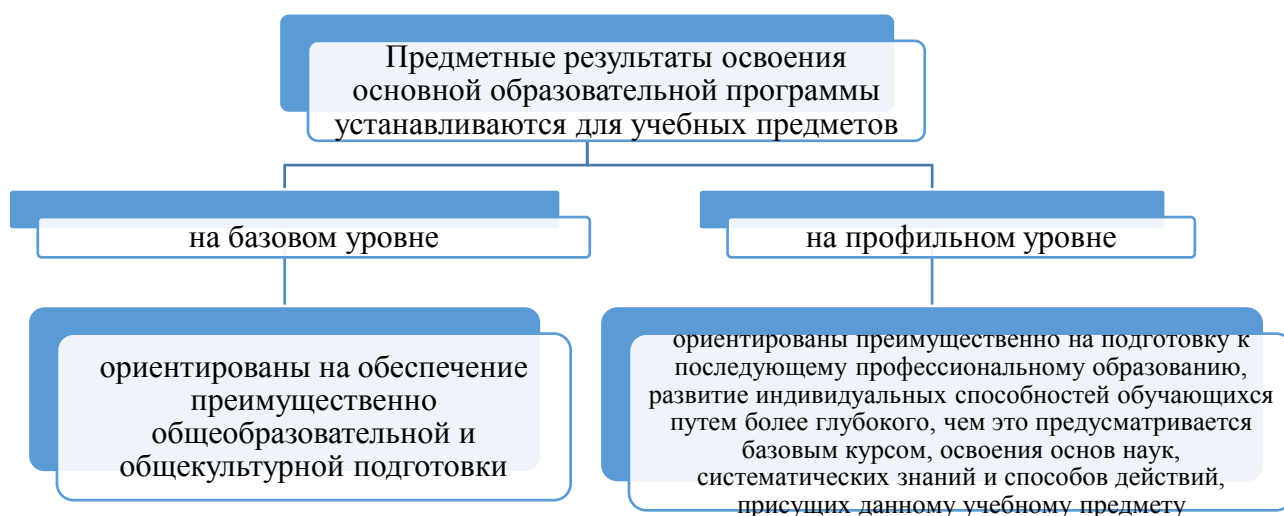 Предметные результаты освоения
основной образовательной программы
устанавливаются для учебных предметов
на базовом уровне
на профильном уровне
ориентированы на обеспечение
преимущественно
общеобразовательной и
общекультурной подготовки
ориентированы преимущественно на подготовку к
последующему профессиональному образованию,
развитие индивидуальных способностей обучающихся
путем более глубокого, чем это предусматривается
базовым курсом, освоения основ наук,
систематических знаний и способов действий,
присущих данному учебному предмету